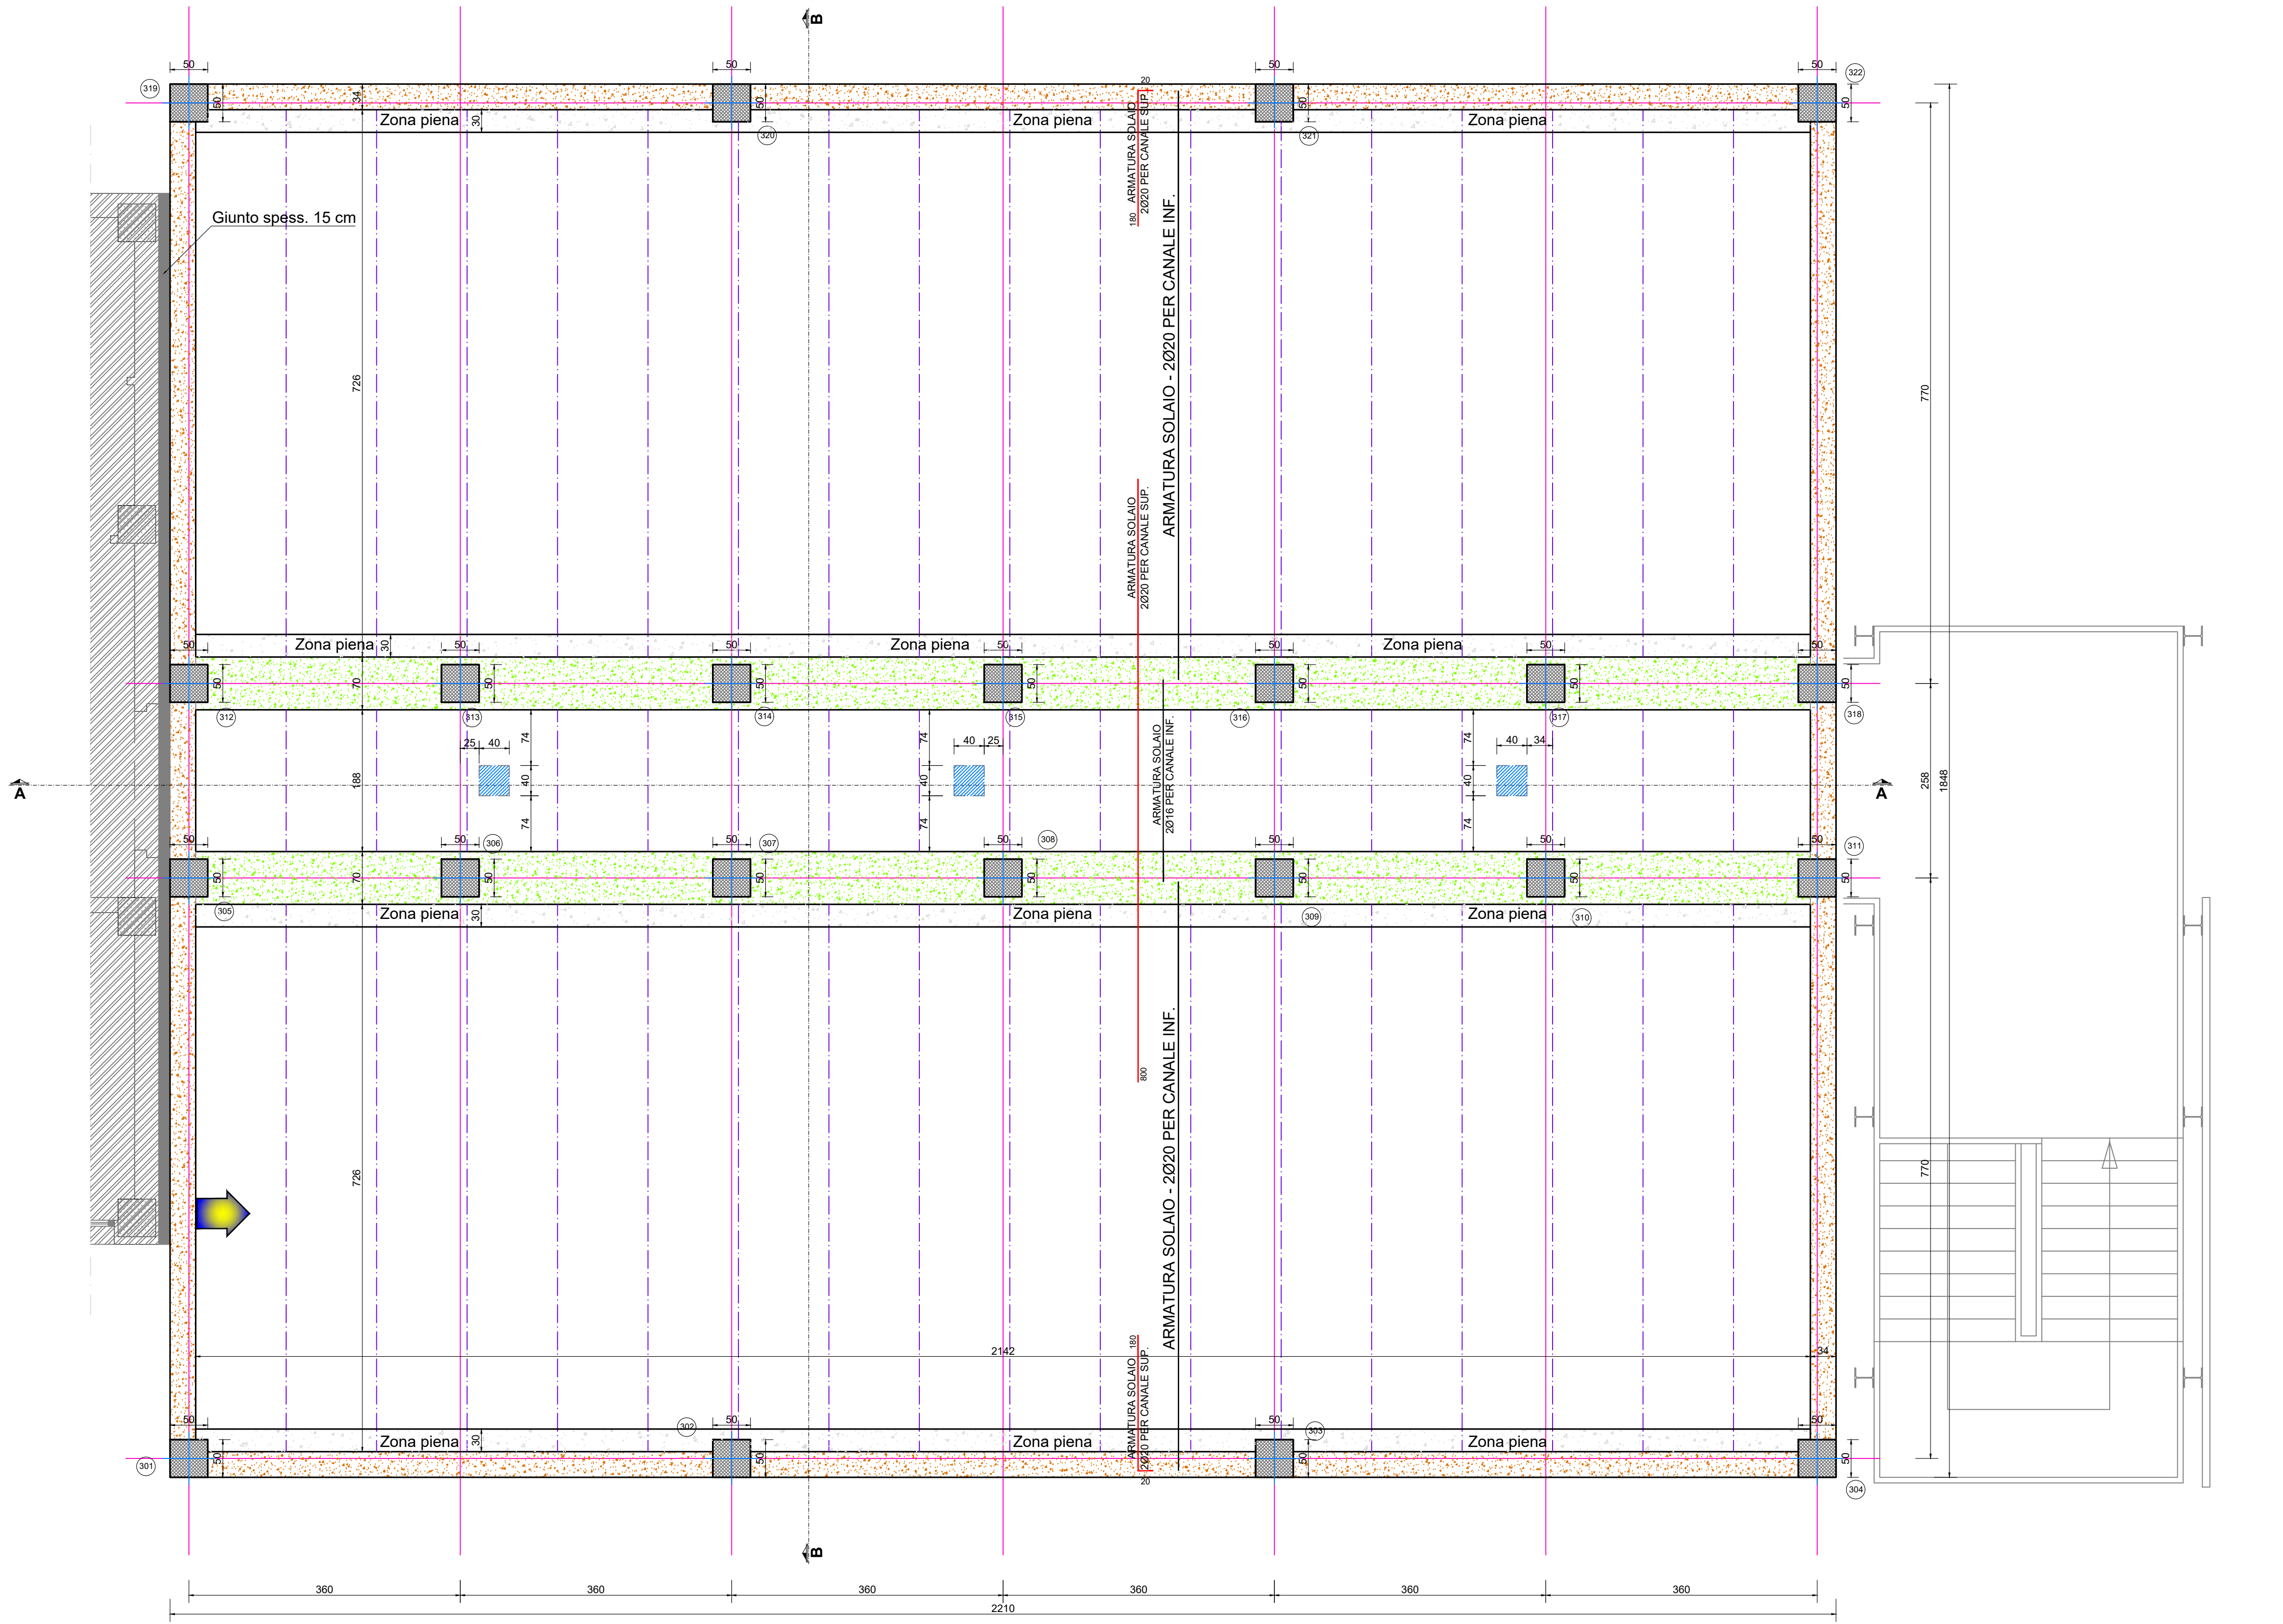 B
50 50 50 50
319 322
20
50 34 50 50 50
Zona piena 30 Zona piena Zona piena
320 321
ARMATURA SOLAIO
2Ø20 PER CANALE SUP.
180
Giunto spess. 15 cm
ARMATURA SOLAIO - 2Ø20 PER CANALE INF.
726
770
ARMATURA SOLAIO
2Ø20 PER CANALE SUP.
Zona piena 30 Zona piena Zona piena
50 50 50 50 50 50 50
50 70 50 50 50 50 50 50
312 313 314 315 316 317 318
25 40 74 74 40 25 74 40 34
ARMATURA SOLAIO
2Ø16 PER CANALE INF.
A 188 40 40 40 A
258 1848
74 74 74
50 50 50 50 50 50 50
306 307 308 311
50 70 50 50 50 50 50 50
305 309 310
Zona piena 30 Zona piena Zona piena
800
ARMATURA SOLAIO - 2Ø20 PER CANALE INF.
726
770
180
ARMATURA SOLAIO
2Ø20 PER CANALE SUP.
2142 34
50 50 50 50
302 303
Zona piena 30 Zona piena Zona piena
301 50 50 50 50
20
304
B
360 360 360 360 360 360
2210